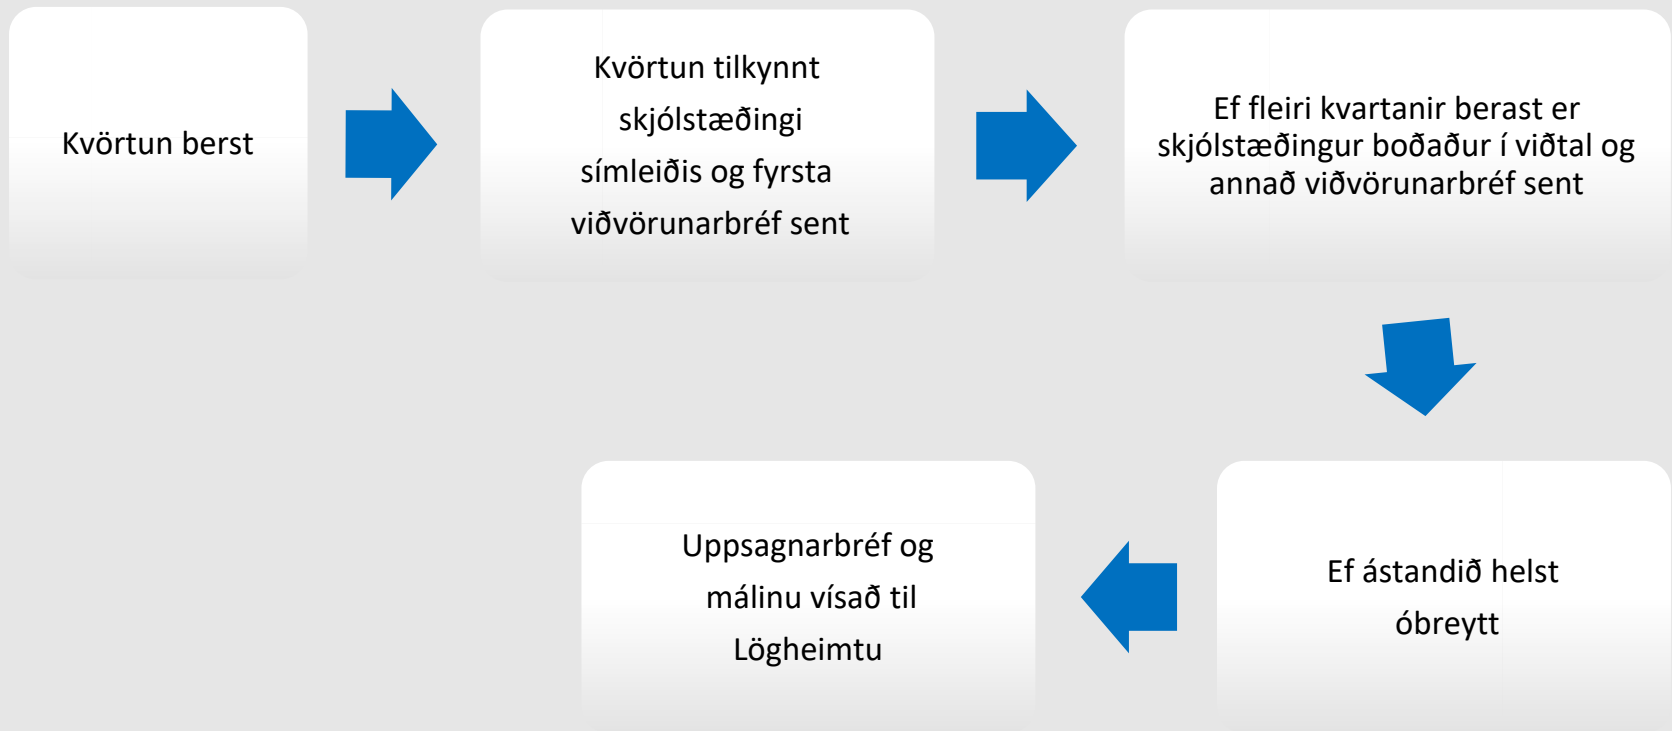 Kvörtun berst
Kvörtun tilkynnt
skjólstæðingi
símleiðis og fyrsta
viðvörunarbréf sent
Ef fleiri kvartanir berast er
skjólstæðingur boðaður í viðtal og
annað viðvörunarbréf sent
Ef ástandið helst
óbreytt
Uppsagnarbréf og
málinu vísað til
Lögheimtu